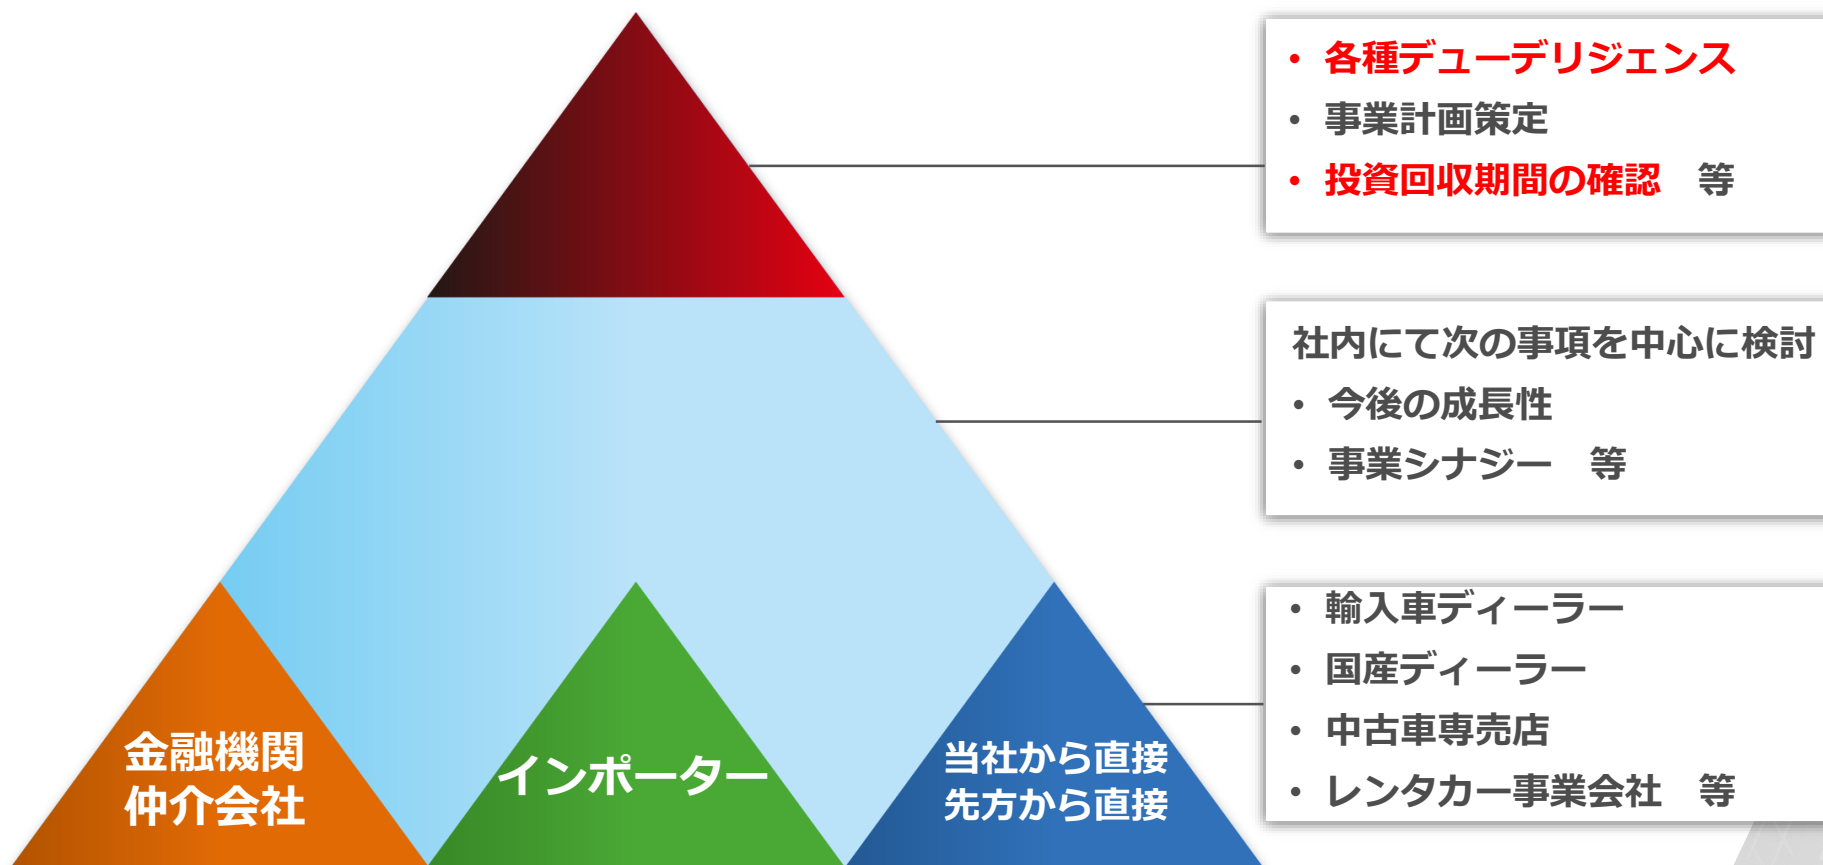 • 各種デューデリジェンス
• 事業計画策定
• 投資回収期間の確認　等
社内にて次の事項を中心に検討
• 今後の成長性
• 事業シナジー　等
• 輸入車ディーラー
• 国産ディーラー
• 中古車専売店
• レンタカー事業会社　等
金融機関
仲介会社
インポーター
当社から直接
先方から直接